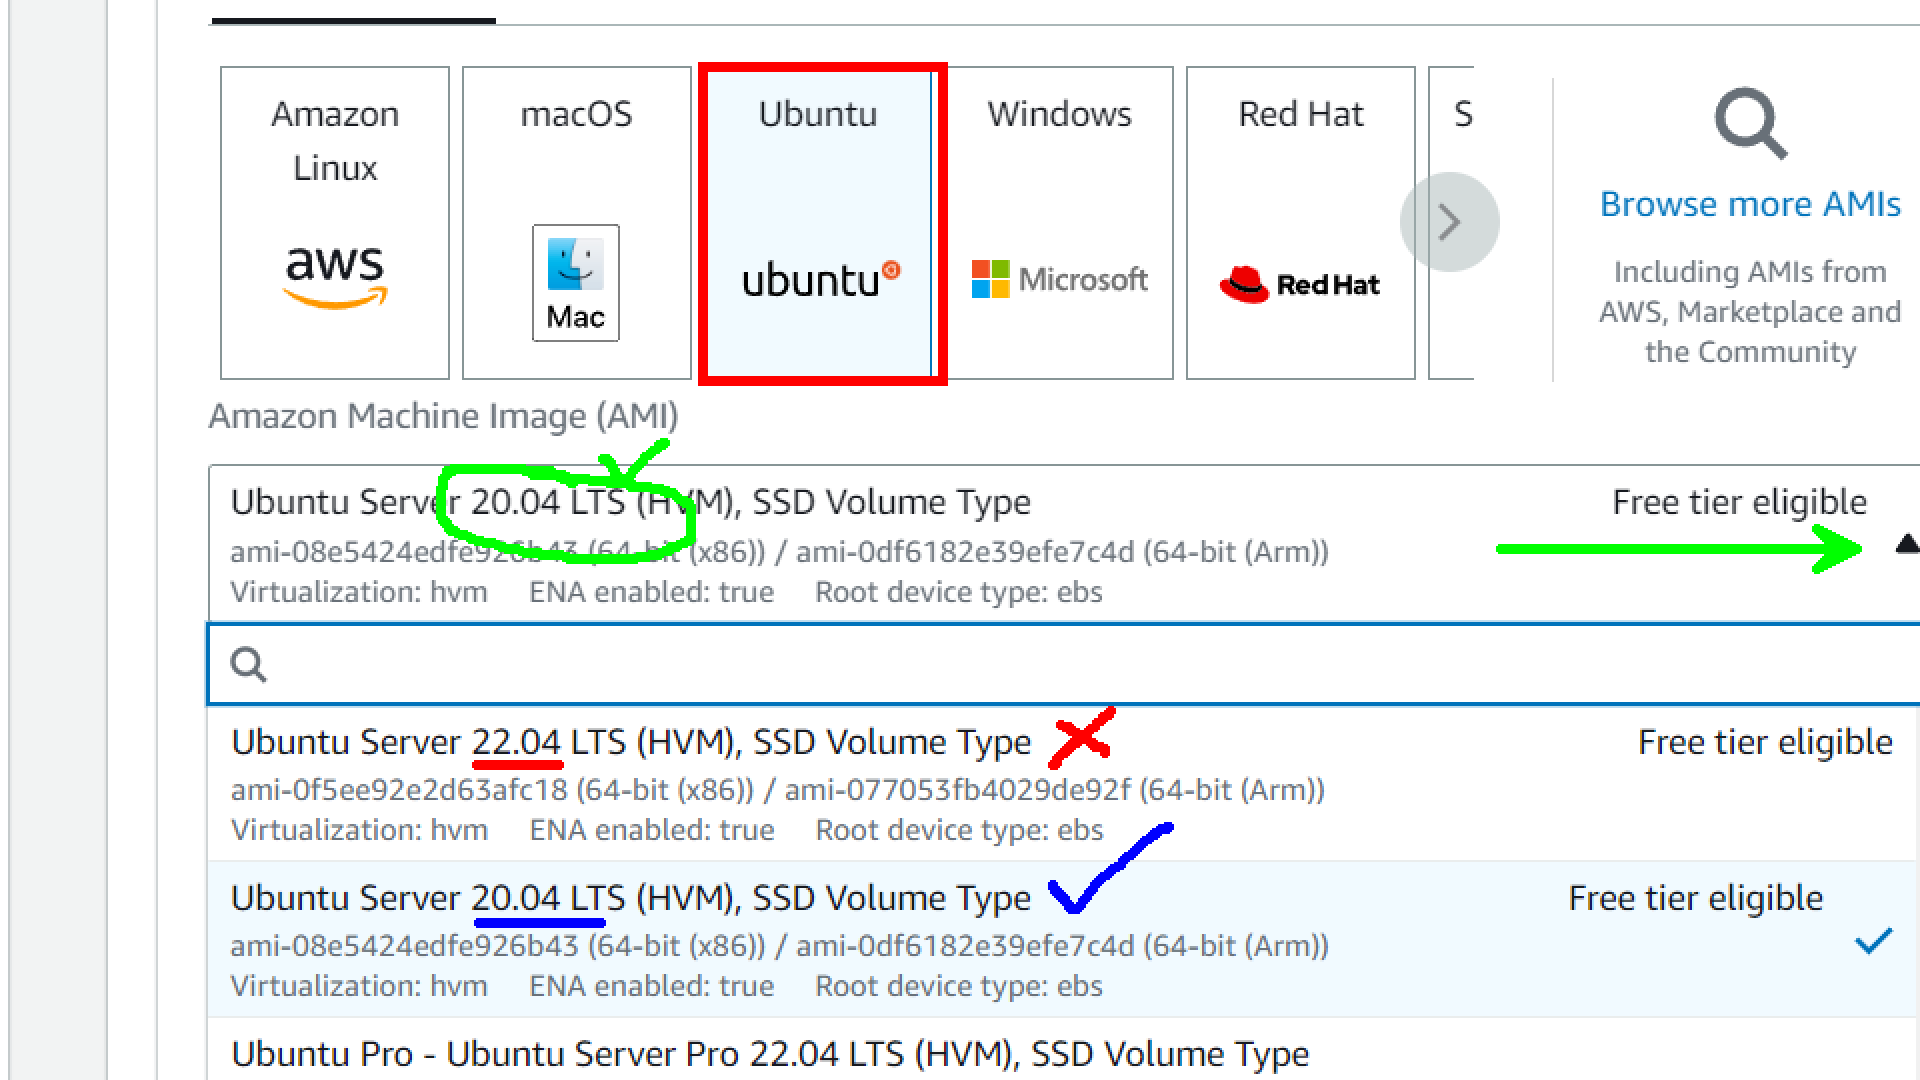 Amazon Linux
aws
macOS
Mac
Ubuntu
ubuntu
Windows
Microsoft
Red Hat
Red Hat
S
Browse more AMIs
Including AMIs from
AWS, Marketplace and
the Community
Amazon Machine Image (AMI)
Ubuntu Server 20.04 LTS (HVM), SSD Volume Type
Free tier eligible
ami-08e5424edfe926b43 (64-bit (x86)) / ami-0df6182e39efe7c4d (64-bit (Arm))
Virtualization: hvm ENA enabled: true Root device type: ebs
Ubuntu Server 22.04 LTS (HVM), SSD Volume Type
Free tier eligible
ami-0f5ee92e2d63afc18 (64-bit (x86)) / ami-077053fb4029de92f (64-bit (Arm))
Virtualization: hvm ENA enabled: true Root device type: ebs
Ubuntu Server 20.04 LTS (HVM), SSD Volume Type
Free tier eligible
ami-08e5424edfe926b43 (64-bit (x86)) / ami-0df6182e39efe7c4d (64-bit (Arm))
Virtualization: hvm ENA enabled: true Root device type: ebs
Ubuntu Pro - Ubuntu Server Pro 22.04 LTS (HVM), SSD Volume Type